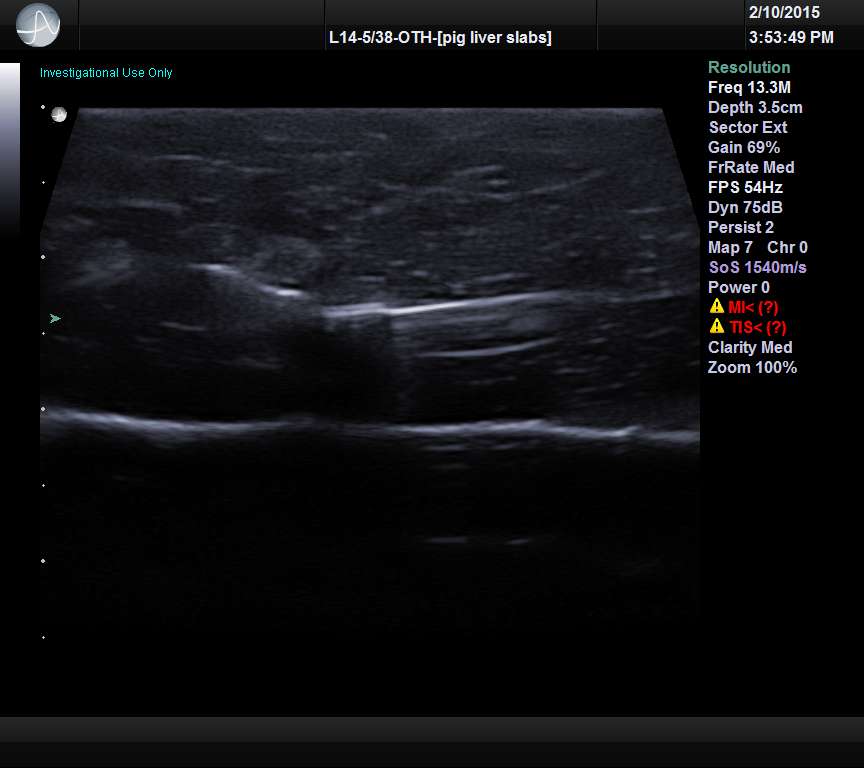 2/10/2015
L14-5/38-OTH-[pig liver slabs]
3:53:49 PM
Investigational Use Only
Resolution
Freq 13.3M
Depth 3.5cm
Sector Ext
Gain 69%
FrRate Med
FPS 54Hz
Dyn 75dB
Persist 2
Map 7 Chr 0
SoS 1540m/s
Power 0
MI< (?)
TIS< (?)
Clarity Med
Zoom 100%